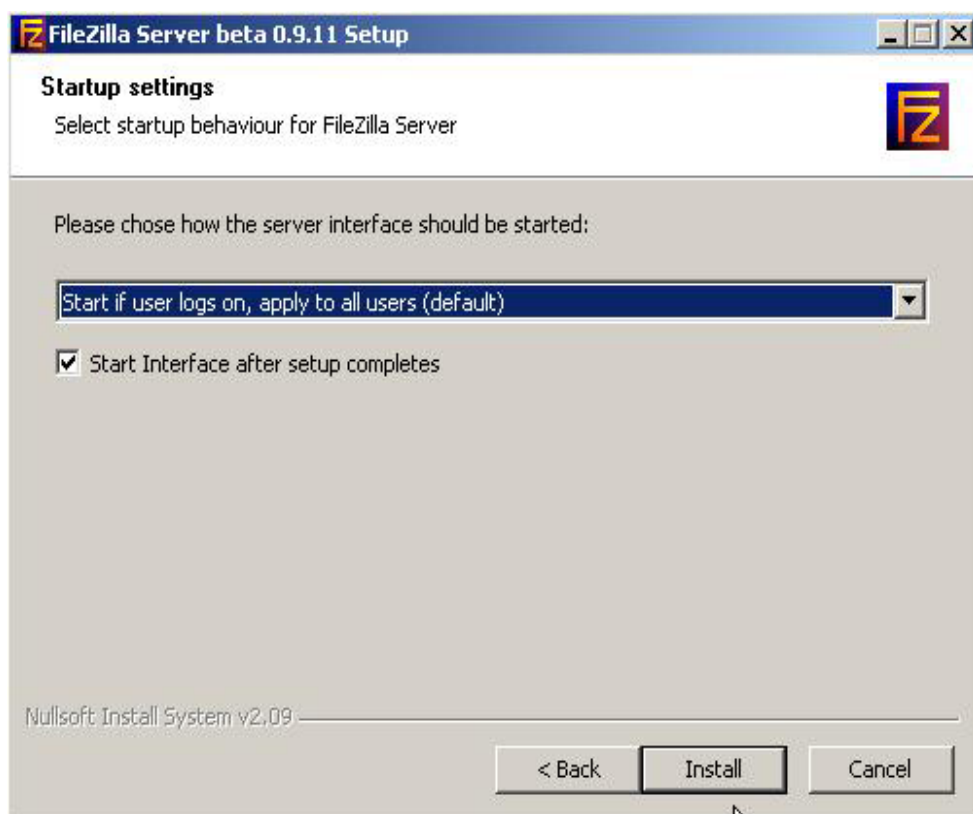 FileZilla Server beta 0.9.11 Setup
Startup settings
Select startup behaviour for FileZilla Server
Please chose how the server interface should be started:
Start if user logs on, apply to all users (default)
Start Interface after setup completes
Nullsoft Install System v2.09
< Back Install Cancel